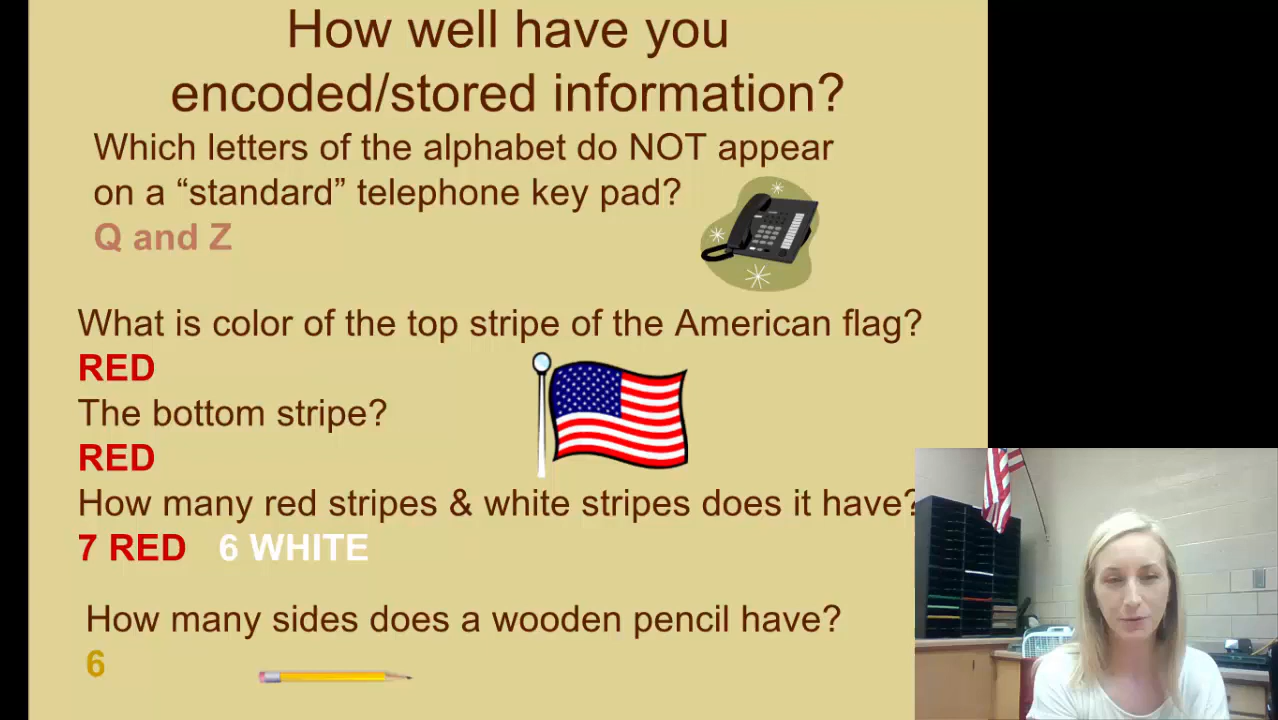 How well have you
encoded/stored information?
Which letters of the alphabet do NOT appear
on a “standard” telephone key pad?
Q and Z
What is color of the top stripe of the American flag?
RED
The bottom stripe?
RED
How many red stripes & white stripes does it have?
7 RED 6 WHITE
How many sides does a wooden pencil have?
6